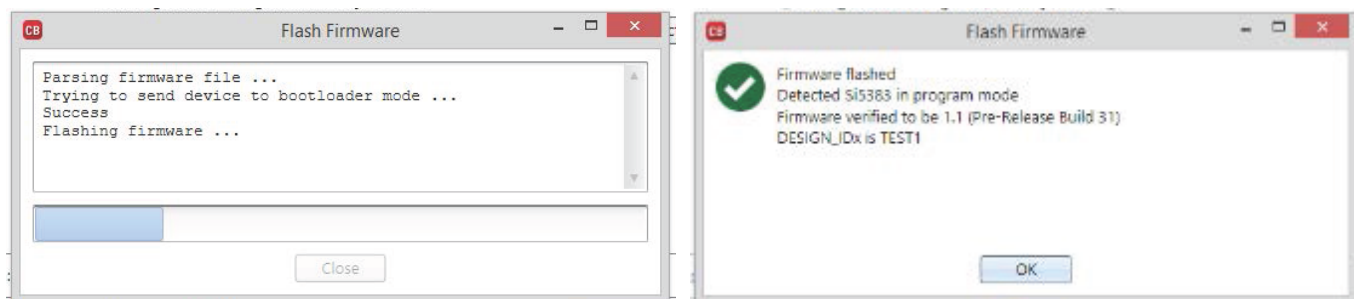 CB
Flash Firmware
Parsing firmware file ...
Trying to send device to bootloader mode ...
Success
Flashing firmware ...
Close
CB
Flash Firmware
Firmware flashed
Detected Si5383 in program mode
Firmware verified to be 1.1 (Pre-Release Build 31)
DESIGN_IDx is TEST1
OK